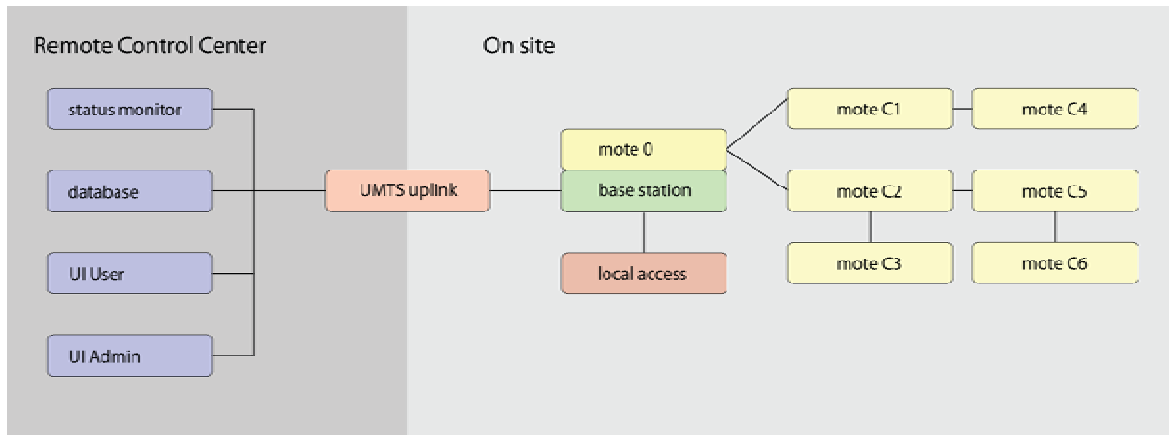 Remote Control Center
On site
status monitor
database
UI User
UI Admin
UMTS uplink
mote 0
base station
local access
mote C1
mote C4
mote C2
mote C5
mote C3
mote C6